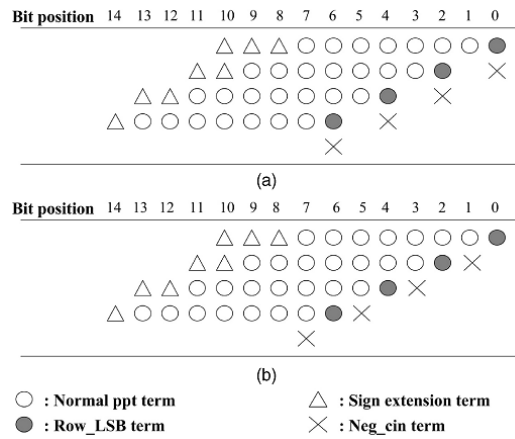 Bit position 14 13 12 11 10 9 8 7 6 5 4 3 2 1 0
(a)
Bit position 14 13 12 11 10 9 8 7 6 5 4 3 2 1 0
(b)
: Normal ppt term
: Sign extension term
: Row_LSB term
: Neg_cin term